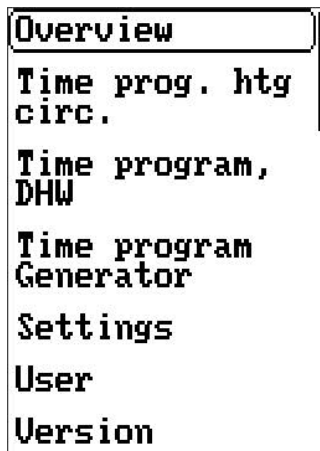 Overview
Time prog. htg
circ.
Time program,
DHW
Time program
Generator
Settings
User
Version